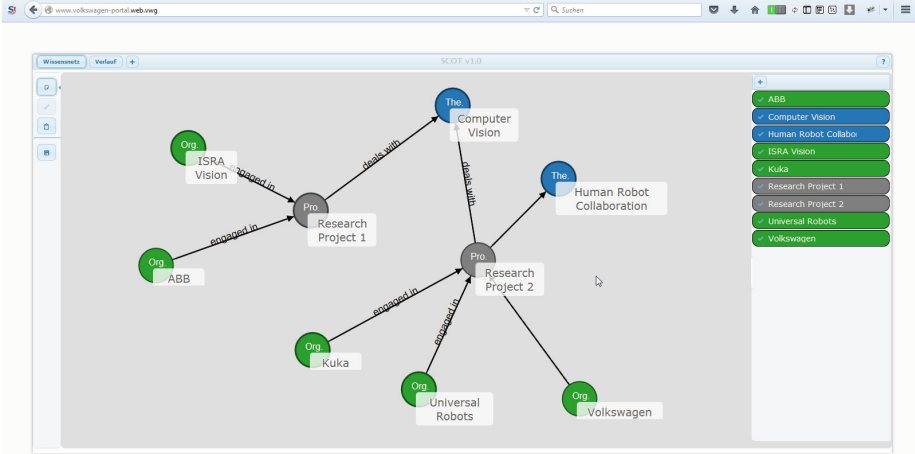 www.volkswagen-portal.web.vwg
Suchen
Wissensnetz
Verlauf
+
SCOT v1.0
?
The.
Computer
Vision
Org.
ISRA
Vision
engaged in
deals with
Pro.
Research
Project 1
deals with
The.
Human Robot
Collaboration
engaged in
Org.
ABB
Pro.
Research
Project 2
engaged in
engaged in
Org.
Kuka
Org.
Universal
Robots
Org.
Volkswagen
+
ABB
Computer Vision
Human Robot Collabo
ISRA Vision
Kuka
Research Project 1
Research Project 2
Universal Robots
Volkswagen